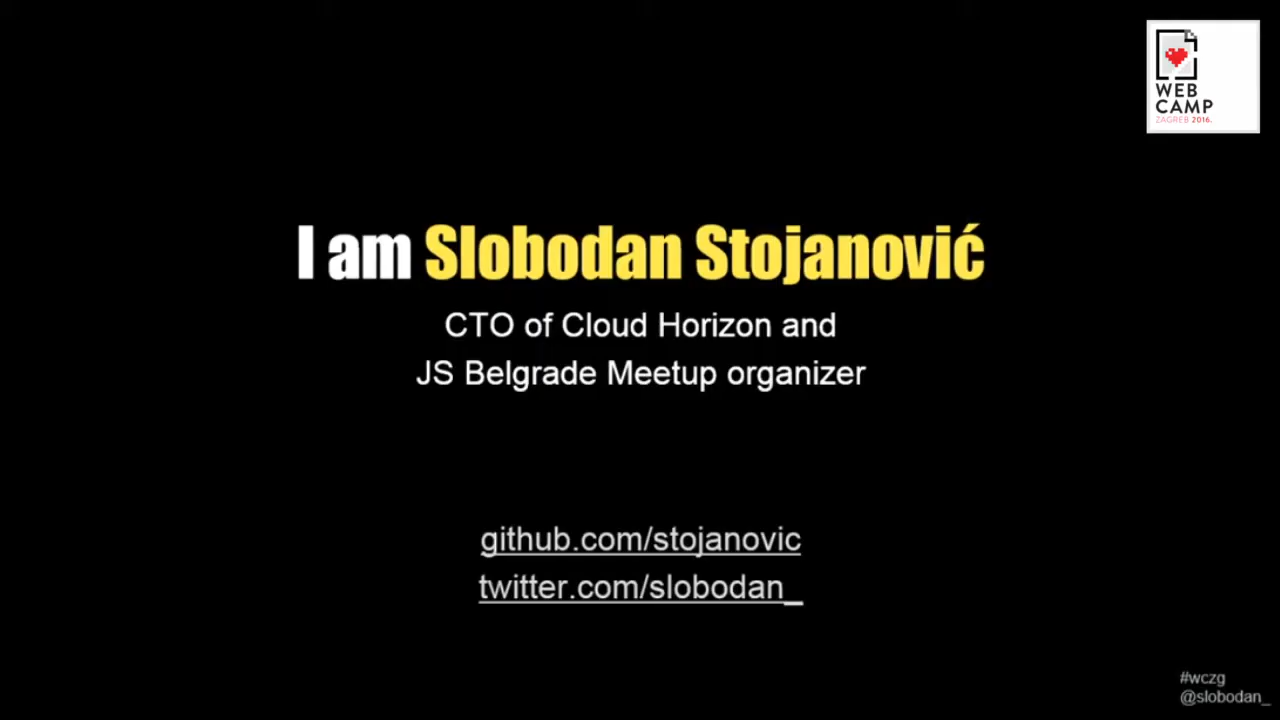 WEB
CAMP
ZAGREB 2016.
I am Slobodan Stojanović
CTO of Cloud Horizon and
JS Belgrade Meetup organizer
github.com/stojanovic
twitter.com/slobodan_
#wczg
@slobodan_